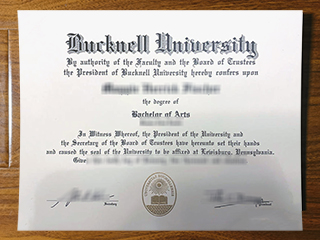 Bucknell University
By authority of the Faculty and the Board of Trustees
the President of Bucknell University hereby confers upon
the degree of
Bachelor of Arts
In Witness Whereof, the President of the University and
the Secretary of the Board of Trustees have hereunto set their hands
and caused the seal of the University to be affixed at Lewisburg, Pennsylvania.
Secretary